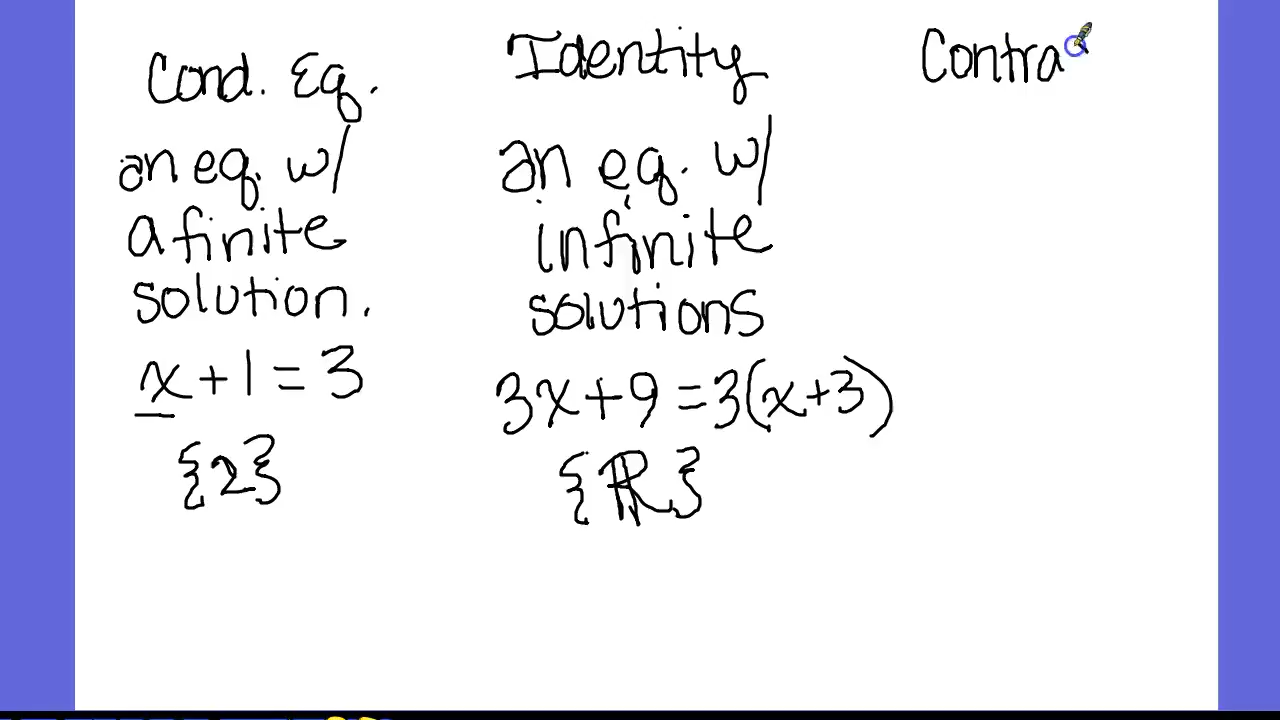 Cond. Eq.
an eq. w/
a finite
solution.
x+1=3
{2}
Identity
an eq. w/
infinite
solutions
3x+9=3(x+3)
{ℝ}
Contra